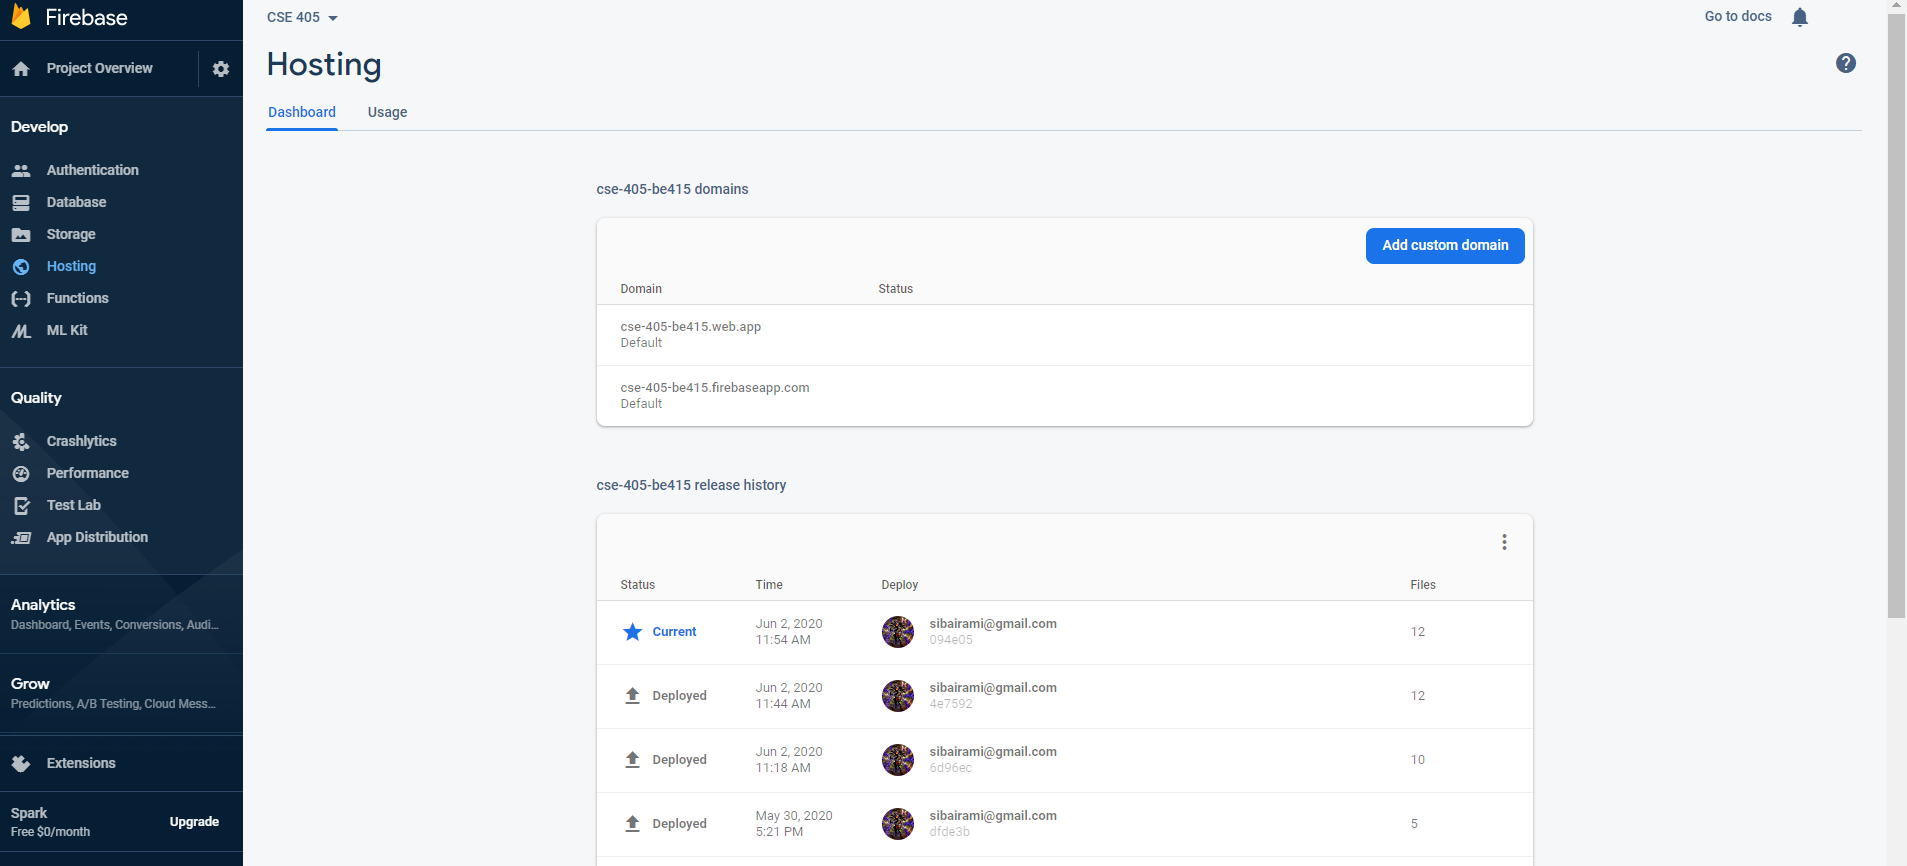 Firebase
Project Overview
Develop
Authentication
Database
Storage
Hosting
Functions
ML Kit
Quality
Crashlytics
Performance
Test Lab
App Distribution
Analytics
Dashboard, Events, Conversions, Audi...
Grow
Predictions, A/B Testing, Cloud Mess...
Extensions
Spark
Free $0/month
Upgrade
CSE 405
Go to docs
Hosting
Dashboard Usage
cse-405-be415 domains
Add custom domain
Domain Status
cse-405-be415.web.app
Default
cse-405-be415.firebaseapp.com
Default
cse-405-be415 release history
Status Time Deploy Files
Current Jun 2, 2020 11:54 AM sibairami@gmail.com 094e05 12
Deployed Jun 2, 2020 11:44 AM sibairami@gmail.com 4e7592 12
Deployed Jun 2, 2020 11:18 AM sibairami@gmail.com 6d96ec 10
Deployed May 30, 2020 5:21 PM sibairami@gmail.com dfde3b 5